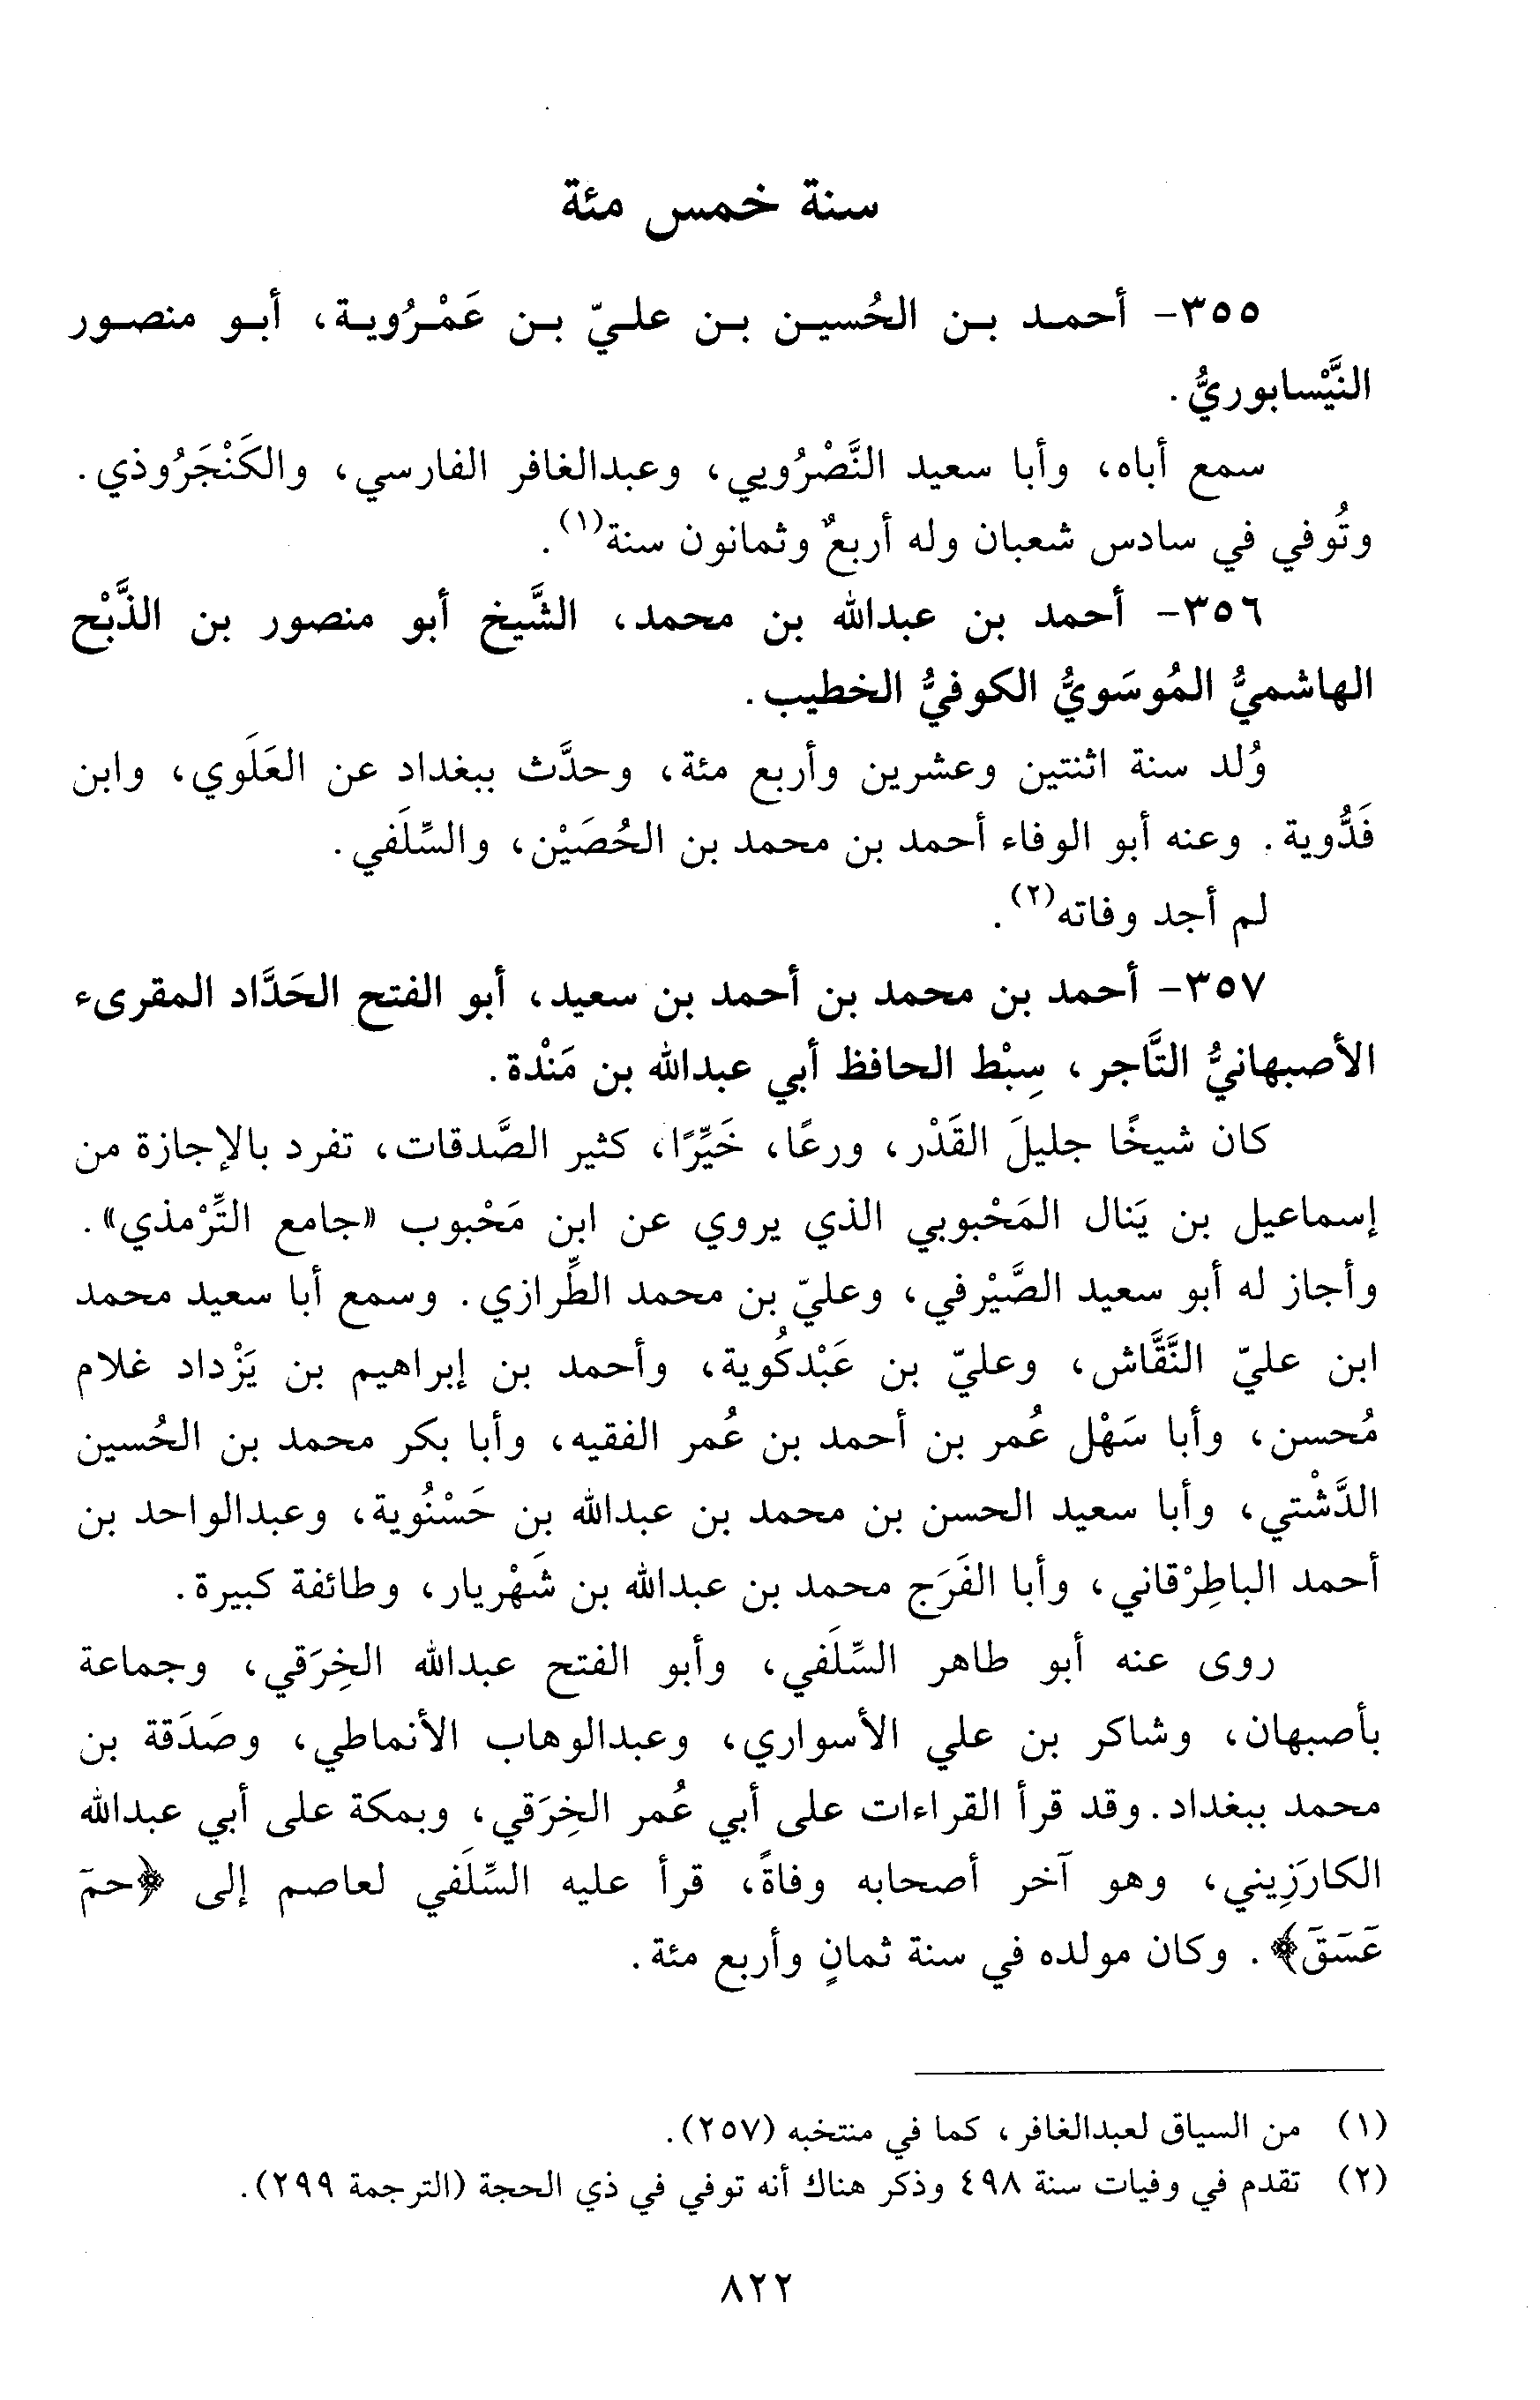 سنة خمس مئة
٣٥٥- أحمد بن الحُسين بن عليّ بن عَمْرُوية، أبو منصور
النَّيْسابوريُّ.
سمع أباه، وأبا سعيد النَّصْرُويي، وعبدالغافر الفارسي، والكَنْجَرُوذي.
وتُوفي في سادس شعبان وله أربعٌ وثمانون سنة(١).
٣٥٦- أحمد بن عبدالله بن محمد، الشَّيخ أبو منصور بن الذَّبْح
الهاشميُّ المُوسَويُّ الكوفيُّ الخطيب.
وُلد سنة اثنتين وعشرين وأربع مئة، وحدَّث ببغداد عن العَلَوي، وابن
فَدُّوية. وعنه أبو الوفاء أحمد بن محمد بن الحُصَيْن، والسِّلَفي.
لم أجد وفاته(٢).
٣٥٧- أحمد بن محمد بن أحمد بن سعيد، أبو الفتح الحَدَّاد المقرىء
الأصبهانيُّ التَّاجر، سِبْط الحافظ أبي عبدالله بن مَنْدة.
كان شيخًا جليلَ القَدْر، ورعًا، خَيِّرًا، كثير الصَّدقات، تفرد بالإجازة من
إسماعيل بن يَنال المَحْبوبي الذي يروي عن ابن مَحْبوب «جامع التِّرْمذي».
وأجاز له أبو سعيد الصَّيْرفي، وعليّ بن محمد الطِّرازي. وسمع أبا سعيد محمد
ابن عليّ النَّقَّاش، وعليّ بن عَبْدكُوية، وأحمد بن إبراهيم بن يَزْداد غلام
مُحسن، وأبا سَهْل عُمر بن أحمد بن عُمر الفقيه، وأبا بكر محمد بن الحُسين
الدَّشْتي، وأبا سعيد الحسن بن محمد بن عبدالله بن حَسْنُوية، وعبدالواحد بن
أحمد الباطِرْقاني، وأبا الفَرَج محمد بن عبدالله بن شَهْريار، وطائفة كبيرة.
روى عنه أبو طاهر السِّلَفي، وأبو الفتح عبدالله الخِرَقي، وجماعة
بأصبهان، وشاكر بن علي الأسواري، وعبدالوهاب الأنماطي، وصَدَقة بن
محمد ببغداد. وقد قرأ القراءات على أبي عُمر الخِرَقي، وبمكة على أبي عبدالله
الكارَزِيني، وهو آخر أصحابه وفاةً، قرأ عليه السِّلَفي لعاصم إلى ﴿حمٓ
عَسَقَ﴾. وكان مولده في سنة ثمانٍ وأربع مئة.
(١) من السياق لعبدالغافر، كما في منتخبه (٢٥٧).
(٢) تقدم في وفيات سنة ٤٩٨ وذكر هناك أنه توفي في ذي الحجة (الترجمة ٢٩٩).
٨٢٢